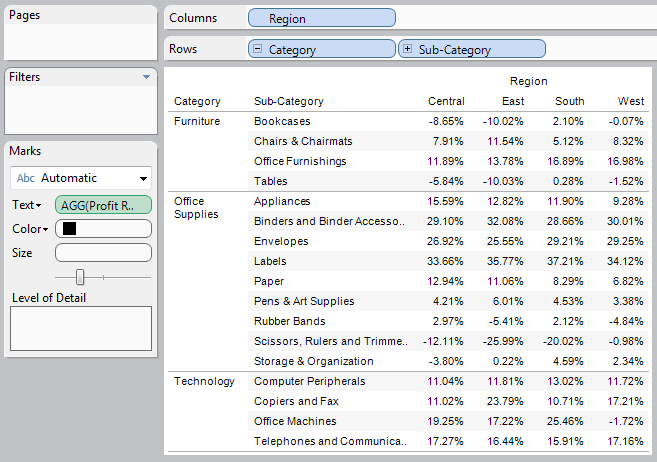 Pages
Columns Region
Rows Category Sub-Category
Filters
Marks
Abc Automatic
Text AGG(Profit R..
Color
Size
Level of Detail
Region
Category Sub-Category Central East South West
Furniture Bookcases -8.65% -10.02% 2.10% -0.07%
Chairs & Chairmats 7.91% 11.54% 5.12% 8.32%
Office Furnishings 11.89% 13.78% 16.89% 16.98%
Tables -5.84% -10.03% 0.28% -1.52%
Office Supplies Appliances 15.59% 12.82% 11.90% 9.28%
Binders and Binder Accesso.. 29.10% 32.08% 28.66% 30.01%
Envelopes 26.92% 25.55% 29.21% 29.25%
Labels 33.66% 35.77% 37.21% 34.12%
Paper 12.94% 11.06% 8.29% 6.82%
Pens & Art Supplies 4.21% 6.01% 4.53% 3.38%
Rubber Bands 2.97% -5.41% 2.12% -4.84%
Scissors, Rulers and Trimme.. -12.11% -25.99% -20.02% -0.98%
Storage & Organization -3.80% 0.22% 4.59% 2.34%
Technology Computer Peripherals 11.04% 11.81% 13.02% 11.72%
Copiers and Fax 11.02% 23.79% 10.71% 17.21%
Office Machines 19.25% 17.22% 25.46% -1.72%
Telephones and Communica.. 17.27% 16.44% 15.91% 17.16%